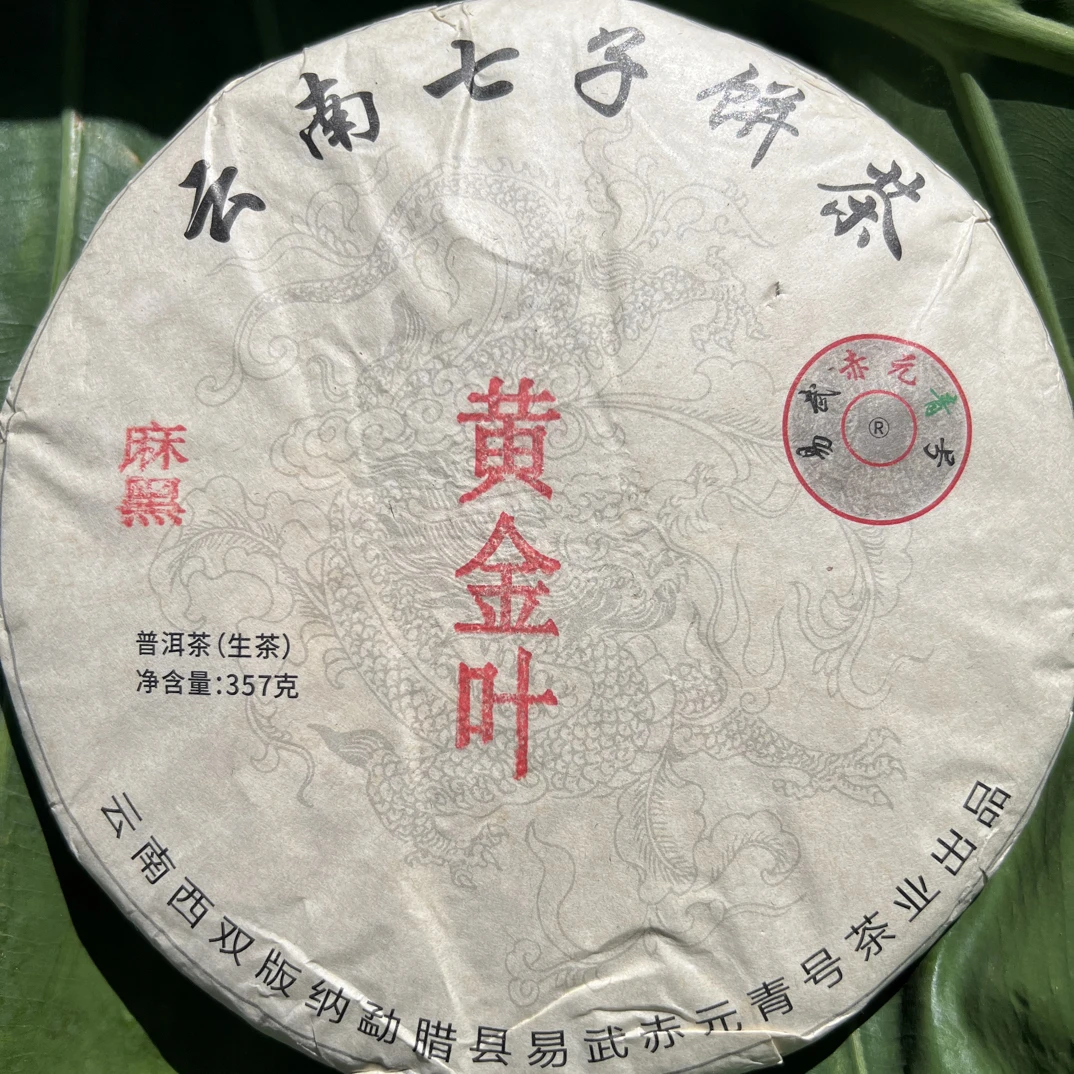 云南七子饼茶
易武赤元青号
®
麻黑
黄金叶
普洱茶(生茶)
净含量:357克
云南西双版纳勐腊县易武赤元青号茶业出品